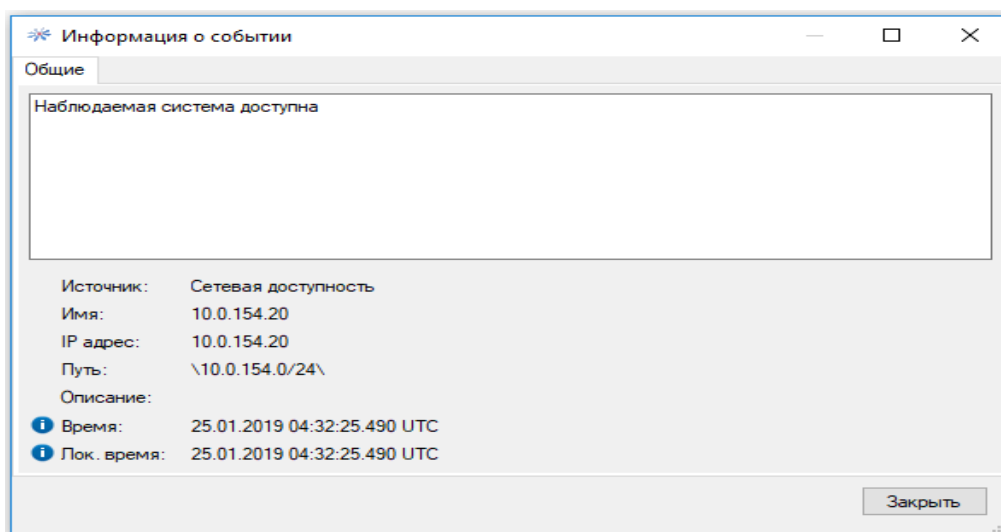 Информация о событии
Общие
Наблюдаемая система доступна
Источник: Сетевая доступность
Имя: 10.0.154.20
IP адрес: 10.0.154.20
Путь: \10.0.154.0/24\
Описание:
Время: 25.01.2019 04:32:25.490 UTC
Лок. время: 25.01.2019 04:32:25.490 UTC
Закрыть